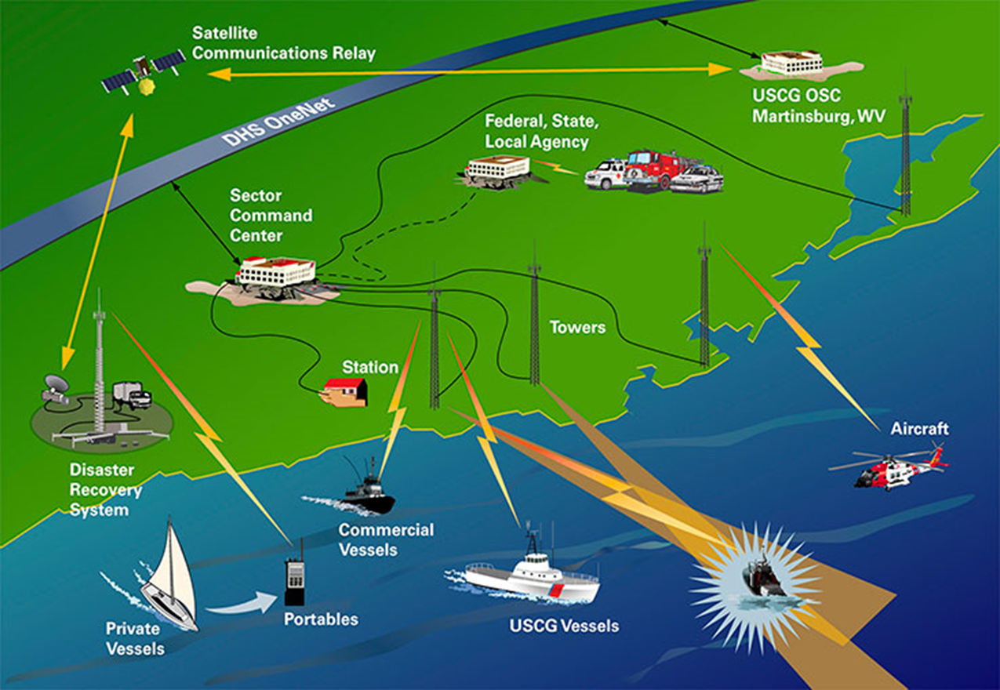 Satellite
Communications Relay
DHS OneNet
USCG OSC
Martinsburg, WV
Federal, State,
Local Agency
Sector
Command
Center
Towers
Station
Aircraft
Disaster
Recovery
System
Commercial
Vessels
Portables
USCG Vessels
Private
Vessels